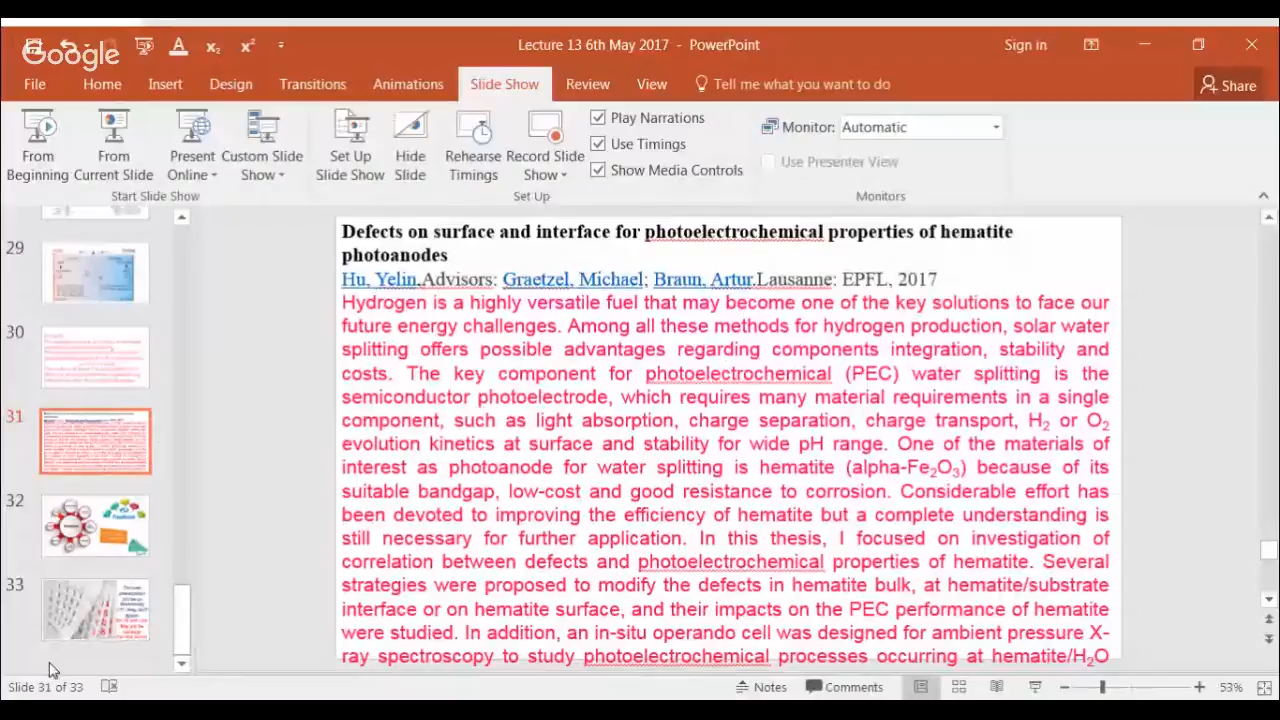 Google
Lecture 13 6th May 2017 - PowerPoint
Sign in
File Home Insert Design Transitions Animations Slide Show Review View Tell me what you want to do Share
From Beginning
From Current Slide
Present Online
Custom Slide Show
Start Slide Show
Set Up Slide Show
Hide Slide
Rehearse Timings
Record Slide Show
Play Narrations
Use Timings
Show Media Controls
Set Up
Monitor: Automatic
Use Presenter View
Monitors
29
30
31
32
33
Defects on surface and interface for photoelectrochemical properties of hematite
photoanodes
Hu, Yelin,Advisors: Graetzel, Michael; Braun, Artur.Lausanne: EPFL, 2017
Hydrogen is a highly versatile fuel that may become one of the key solutions to face our
future energy challenges. Among all these methods for hydrogen production, solar water
splitting offers possible advantages regarding components integration, stability and
costs. The key component for photoelectrochemical (PEC) water splitting is the
semiconductor photoelectrode, which requires many material requirements in a single
component, such as light absorption, charge separation, charge transport, H₂ or O₂
evolution kinetics at surface and stability for wide pH range. One of the materials of
interest as photoanode for water splitting is hematite (alpha-Fe₂O₃) because of its
suitable bandgap, low-cost and good resistance to corrosion. Considerable effort has
been devoted to improving the efficiency of hematite but a complete understanding is
still necessary for further application. In this thesis, I focused on investigation of
correlation between defects and photoelectrochemical properties of hematite. Several
strategies were proposed to modify the defects in hematite bulk, at hematite/substrate
interface or on hematite surface, and their impacts on the PEC performance of hematite
were studied. In addition, an in-situ operando cell was designed for ambient pressure X-
ray spectroscopy to study photoelectrochemical processes occurring at hematite/H₂O
Slide 31 of 33
Notes Comments 53%